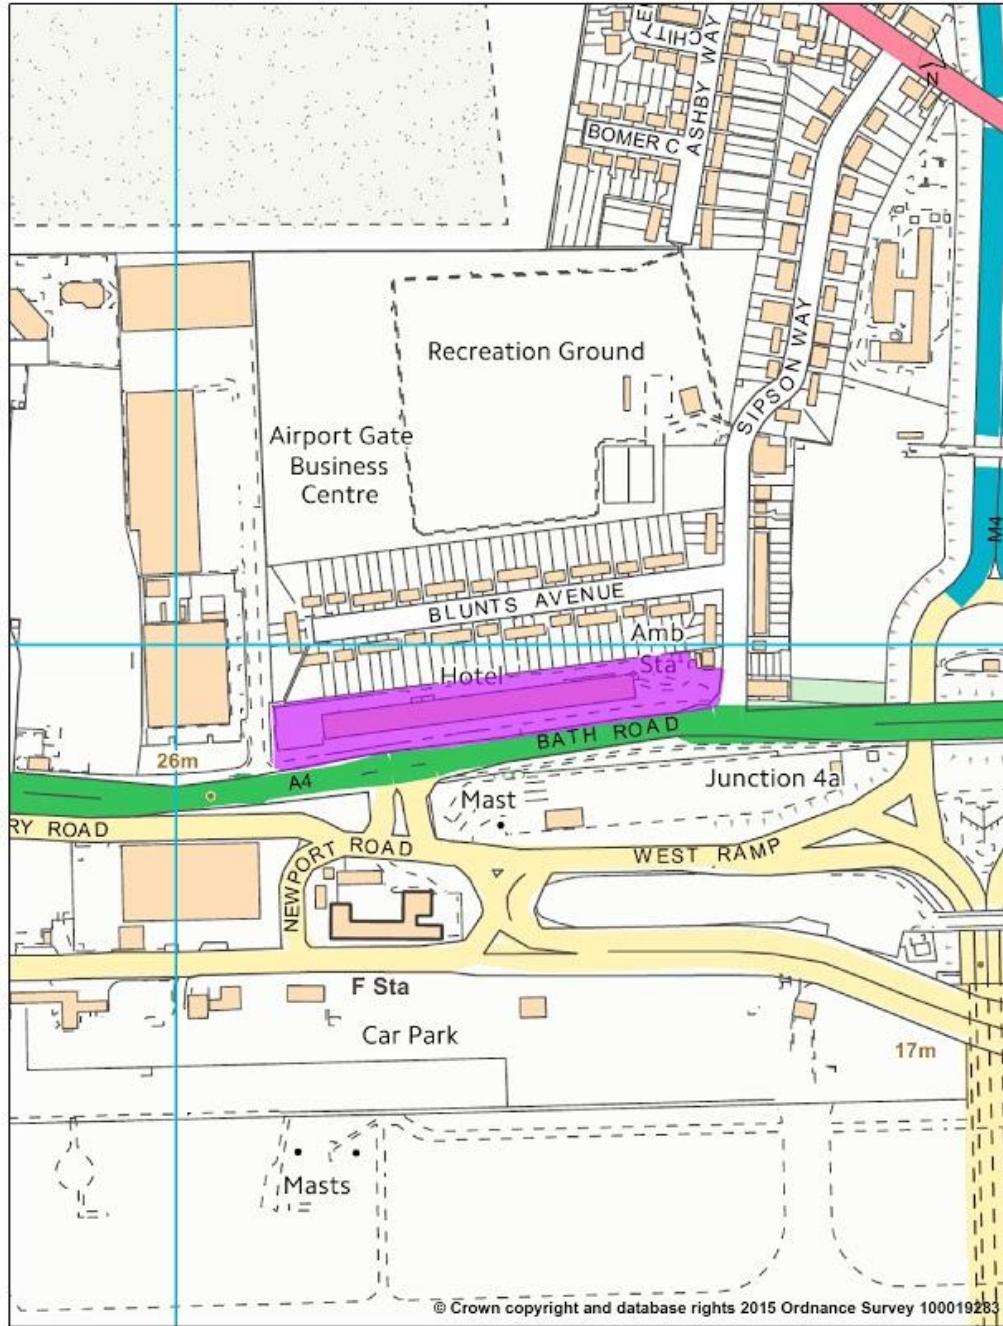 CHITTE
ASHBY WAY
N
BOMER C
Recreation Ground
SIPSON WAY
Airport Gate
Business
Centre
M4
BLUNTS AVENUE
Amb
Sta
Hotel
BATH ROAD
26m
A4
Junction 4a
Mast
RY ROAD
NEWPORT ROAD
WEST RAMP
F Sta
Car Park
17m
Masts
© Crown copyright and database rights 2015 Ordnance Survey 100019283